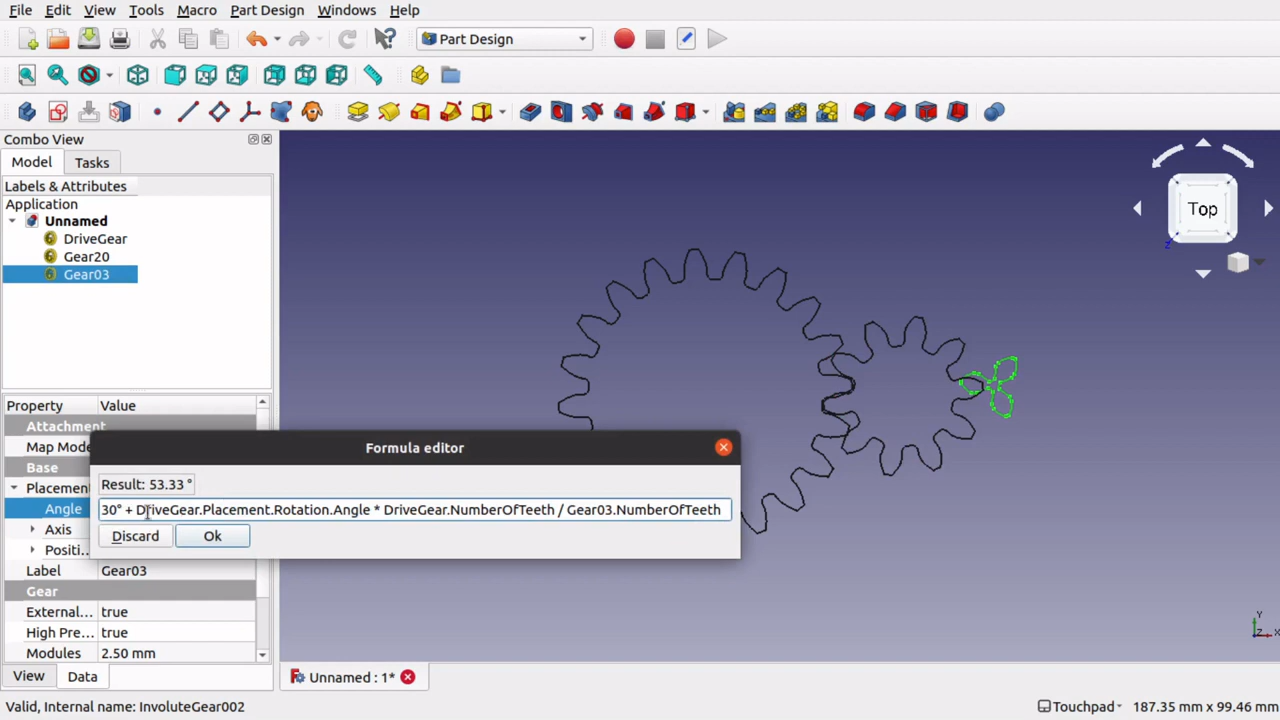 File Edit View Tools Macro Part Design Windows Help
Part Design
Combo View
Model Tasks
Labels & Attributes
Application
Unnamed
DriveGear
Gear20
Gear03
Top
z
Property Value
Attachment
Map Mode
Base
Placement
Angle
Axis
Positi...
Label Gear03
Gear
External... true
High Pre... true
Modules 2.50 mm
Formula editor
Result: 53.33 °
30° + DriveGear.Placement.Rotation.Angle * DriveGear.NumberOfTeeth / Gear03.NumberOfTeeth
Discard Ok
Y
Z X
View Data
Unnamed : 1*
Valid, Internal name: InvoluteGear002
Touchpad 187.35 mm x 99.46 mm